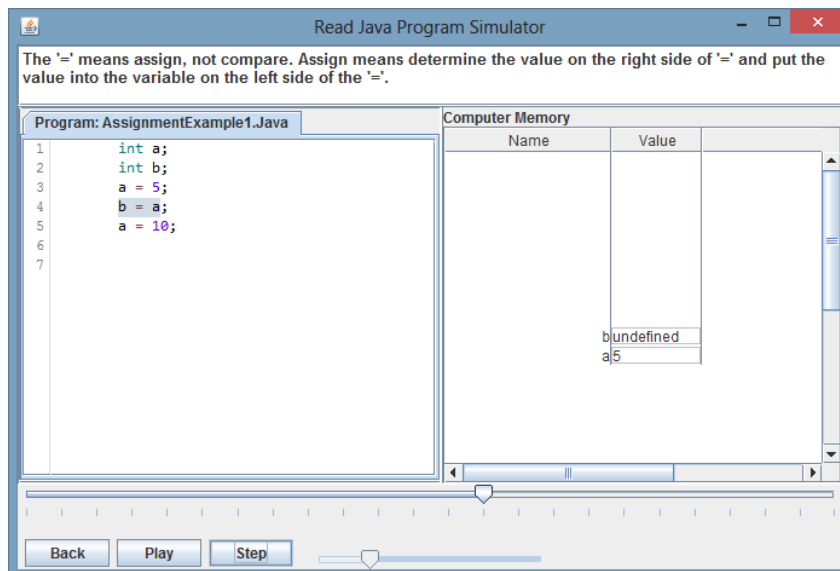 Read Java Program Simulator
The '=' means assign, not compare. Assign means determine the value on the right side of '=' and put the
value into the variable on the left side of the '='.
Program: AssignmentExample1.Java
1 int a;
2 int b;
3 a = 5;
4 b = a;
5 a = 10;
6
7
Computer Memory
Name Value
b undefined
a 5
Back Play Step